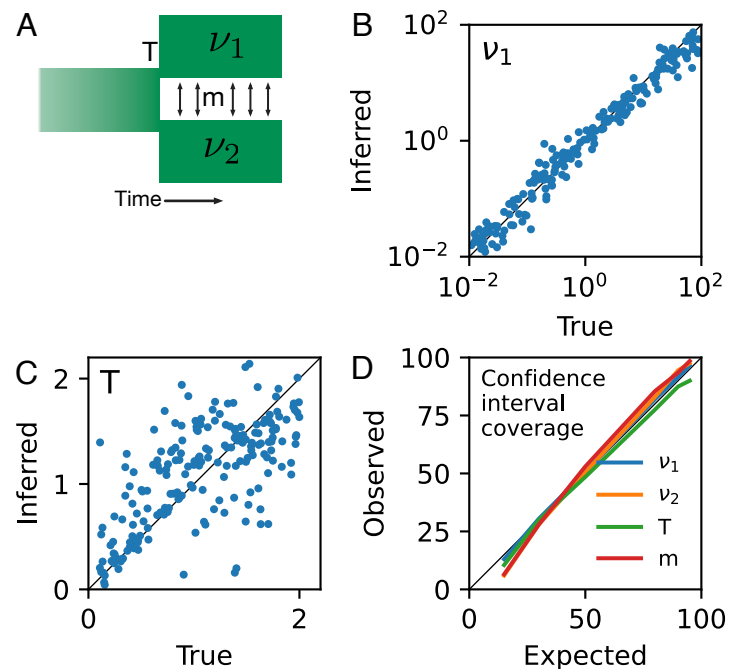 A
T
ν1
m
ν2
Time
B
ν1
Inferred
10^2
10^0
10^−2
10^−2
10^0
10^2
True
C
T
Inferred
2
1
0
0
2
True
D
Confidence
interval
coverage
Observed
100
75
50
25
0
ν1
ν2
T
m
0
50
100
Expected